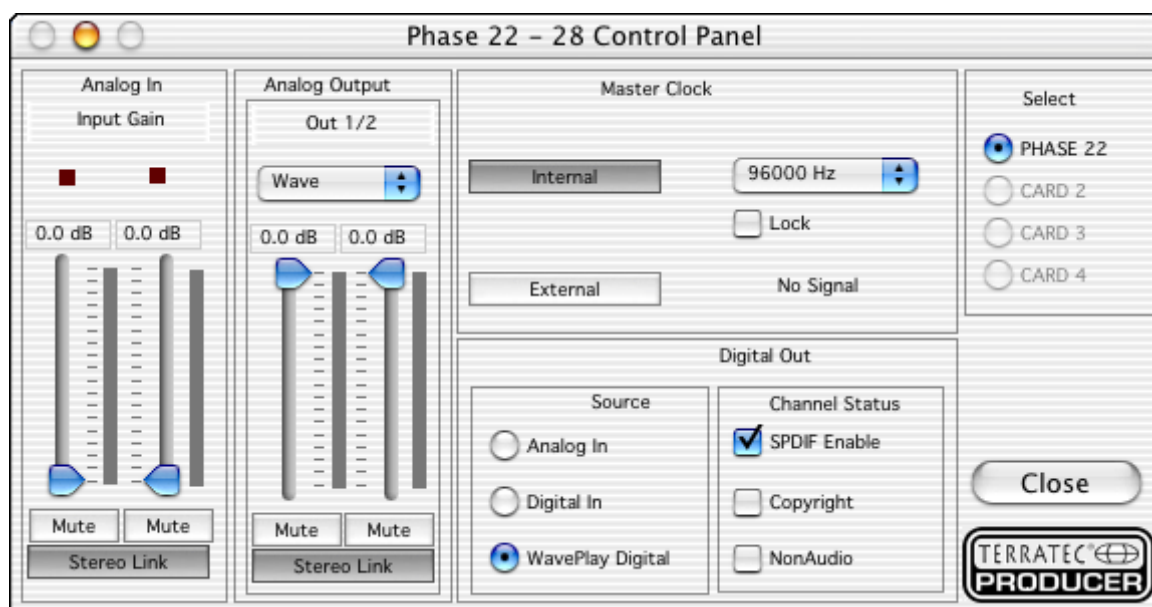 Phase 22 – 28 Control Panel
Analog In
Input Gain
0.0 dB 0.0 dB
Mute Mute
Stereo Link
Analog Output
Out 1/2
Wave
0.0 dB 0.0 dB
Mute Mute
Stereo Link
Master Clock
Internal 96000 Hz
Lock
External No Signal
Digital Out
Source
Analog In
Digital In
WavePlay Digital
Channel Status
SPDIF Enable
Copyright
NonAudio
Select
PHASE 22
CARD 2
CARD 3
CARD 4
Close
TERRATEC®
PRODUCER